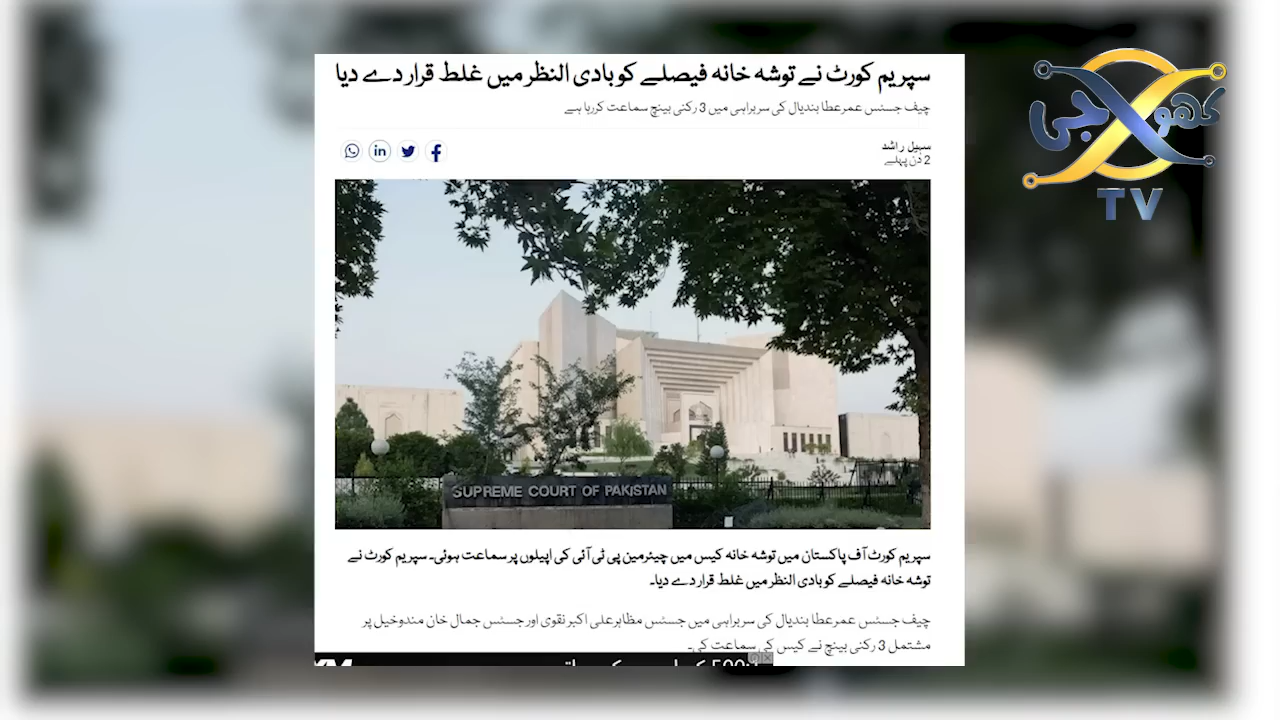 سپریم کورٹ نے توشہ خانہ فیصلے کو بادی النظر میں غلط قرار دے دیا
چیف جسٹس عمر عطا بندیال کی سربراہی میں 3 رکنی بینچ سماعت کر رہا ہے
سہیل راشد
2 دن پہلے
کھوجی
TV
SUPREME COURT OF PAKISTAN
سپریم کورٹ آف پاکستان میں توشہ خانہ کیس میں چیئرمین پی ٹی آئی کی اپیلوں پر سماعت ہوئی۔ سپریم کورٹ نے
توشہ خانہ فیصلے کو بادی النظر میں غلط قرار دے دیا۔
چیف جسٹس عمر عطا بندیال کی سربراہی میں جسٹس مظاہر علی اکبر نقوی اور جسٹس جمال خان مندوخیل پر
مشتمل 3 رکنی بینچ نے کیس کی سماعت کی۔